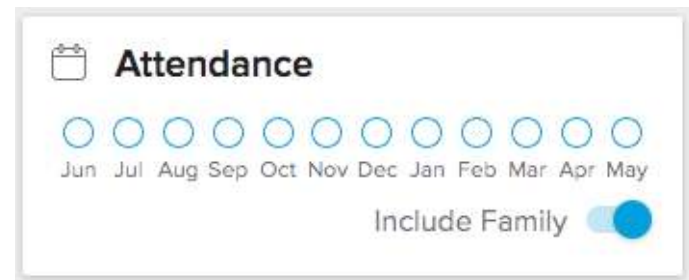 Attendance
Jun Jul Aug Sep Oct Nov Dec Jan Feb Mar Apr May
Include Family